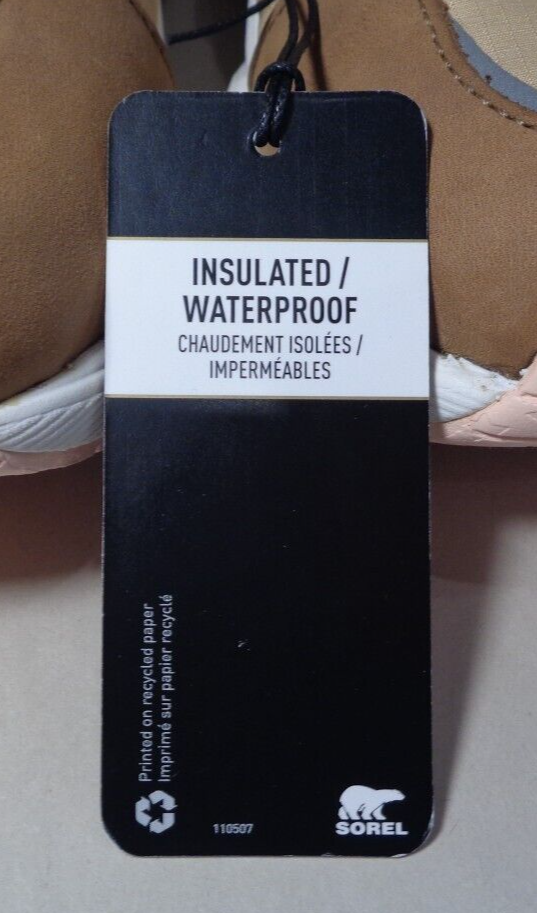 INSULATED /
WATERPROOF
CHAUDEMENT ISOLÉES /
IMPERMÉABLES
Printed on recycled paper
Imprimé sur papier recyclé
110507
SOREL